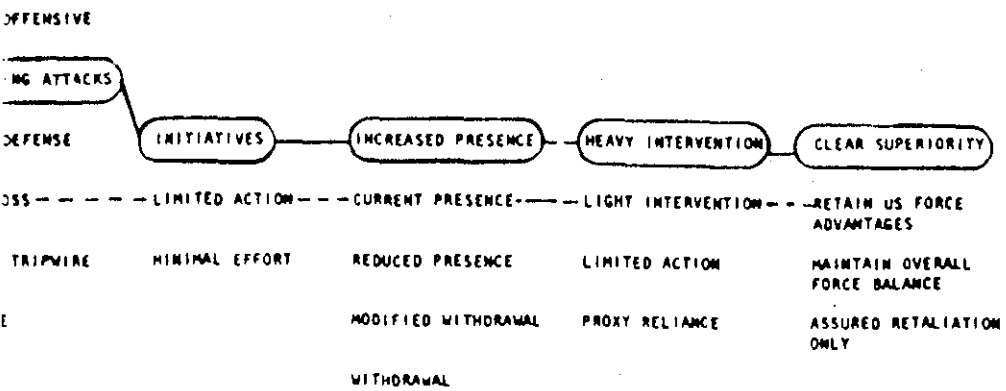 OFFENSIVE
NG ATTACKS
DEFENSE INITIATIVES INCREASED PRESENCE HEAVY INTERVENTION CLEAR SUPERIORITY
OSS LIMITED ACTION CURRENT PRESENCE LIGHT INTERVENTION RETAIN US FORCE
ADVANTAGES
TRIPWIRE MINIMAL EFFORT REDUCED PRESENCE LIMITED ACTION MAINTAIN OVERALL
FORCE BALANCE
E MODIFIED WITHDRAWAL PROXY RELIANCE ASSURED RETALIATION
ONLY
WITHDRAWAL